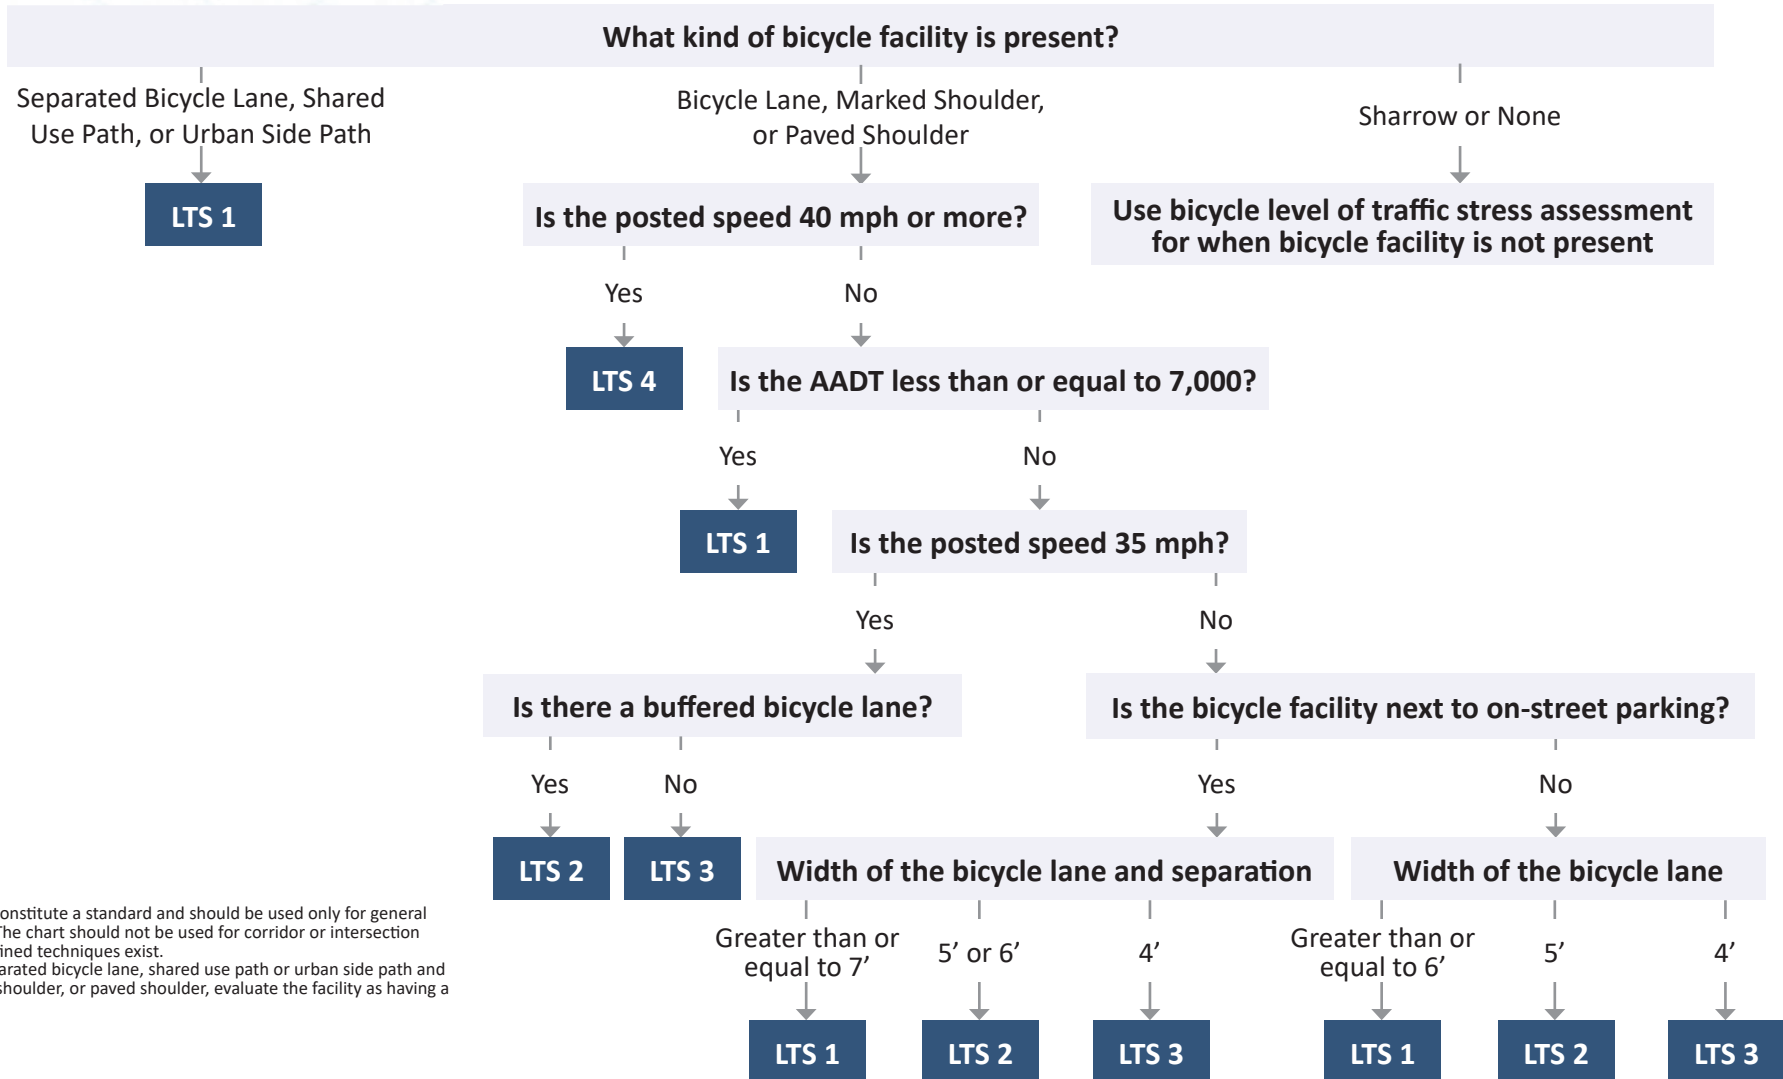 What kind of bicycle facility is present?
Separated Bicycle Lane, Shared
Use Path, or Urban Side Path
Bicycle Lane, Marked Shoulder,
or Paved Shoulder
Sharrow or None
LTS 1
Is the posted speed 40 mph or more?
Use bicycle level of traffic stress assessment
for when bicycle facility is not present
Yes
No
LTS 4
Is the AADT less than or equal to 7,000?
Yes
No
LTS 1
Is the posted speed 35 mph?
Yes
No
Is there a buffered bicycle lane?
Is the bicycle facility next to on-street parking?
Yes
No
Yes
No
LTS 2
LTS 3
Width of the bicycle lane and separation
Width of the bicycle lane
onstitute a standard and should be used only for general
The chart should not be used for corridor or intersection
ined techniques exist.
arated bicycle lane, shared use path or urban side path and
shoulder, or paved shoulder, evaluate the facility as having a
Greater than or
equal to 7’
5’ or 6’
4’
Greater than or
equal to 6’
5’
4’
LTS 1
LTS 2
LTS 3
LTS 1
LTS 2
LTS 3